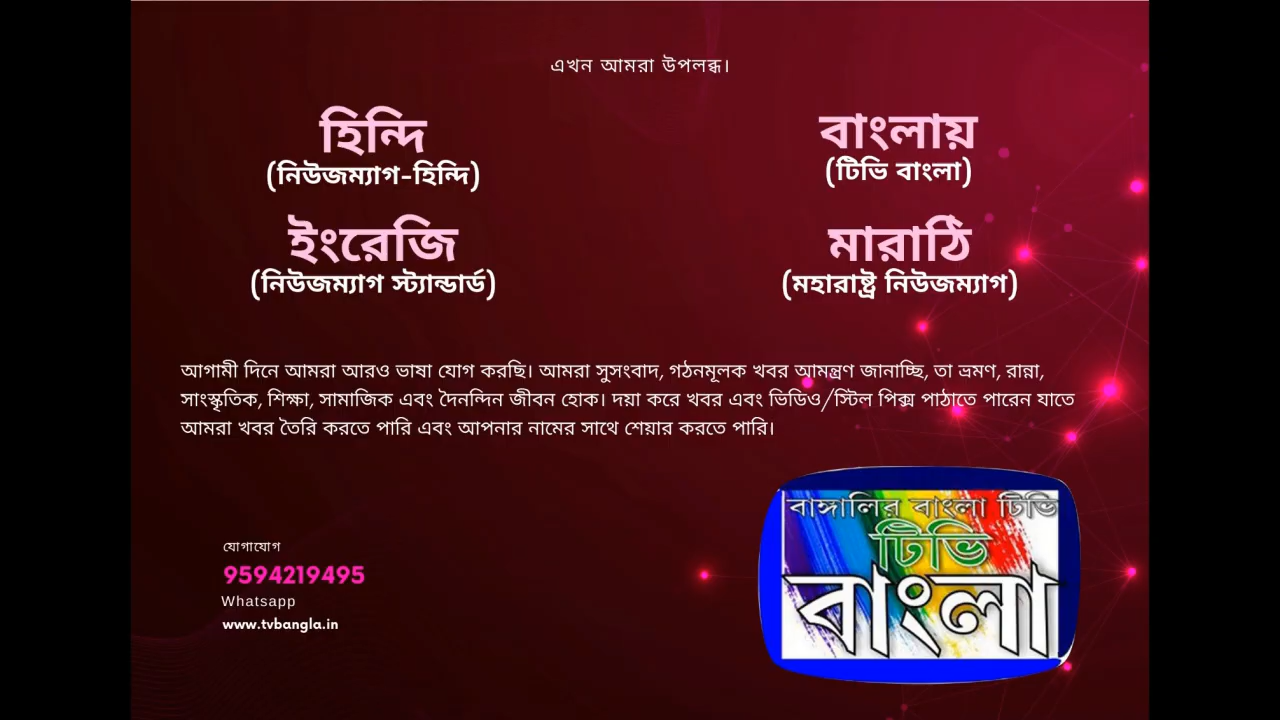 এখন আমরা উপলব্ধ।
হিন্দি
(নিউজম্যাগ-হিন্দি)
বাংলায়
(টিভি বাংলা)
ইংরেজি
(নিউজম্যাগ স্ট্যান্ডার্ড)
মারাঠি
(মহারাষ্ট্র নিউজম্যাগ)
আগামী দিনে আমরা আরও ভাষা যোগ করছি। আমরা সুসংবাদ, গঠনমূলক খবর আমন্ত্রণ জানাচ্ছি, তা ভ্রমণ, রান্না,
সাংস্কৃতিক, শিক্ষা, সামাজিক এবং দৈনন্দিন জীবন হোক। দয়া করে খবর এবং ভিডিও/স্টিল পিক্স পাঠাতে পারেন যাতে
আমরা খবর তৈরি করতে পারি এবং আপনার নামের সাথে শেয়ার করতে পারি।
যোগাযোগ
9594219495
Whatsapp
www.tvbangla.in
বাঙ্গালির বাংলা টিভি
টিভি
বাংলা